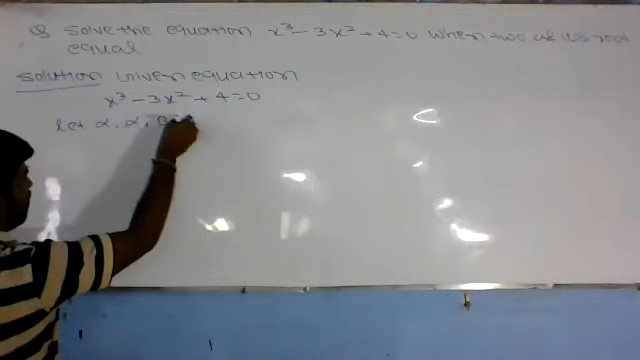 Q Solve the equation x³-3x²+4=0 when two of its root
equal
Solution Given equation
x³-3x²+4=0
Let α, α, β